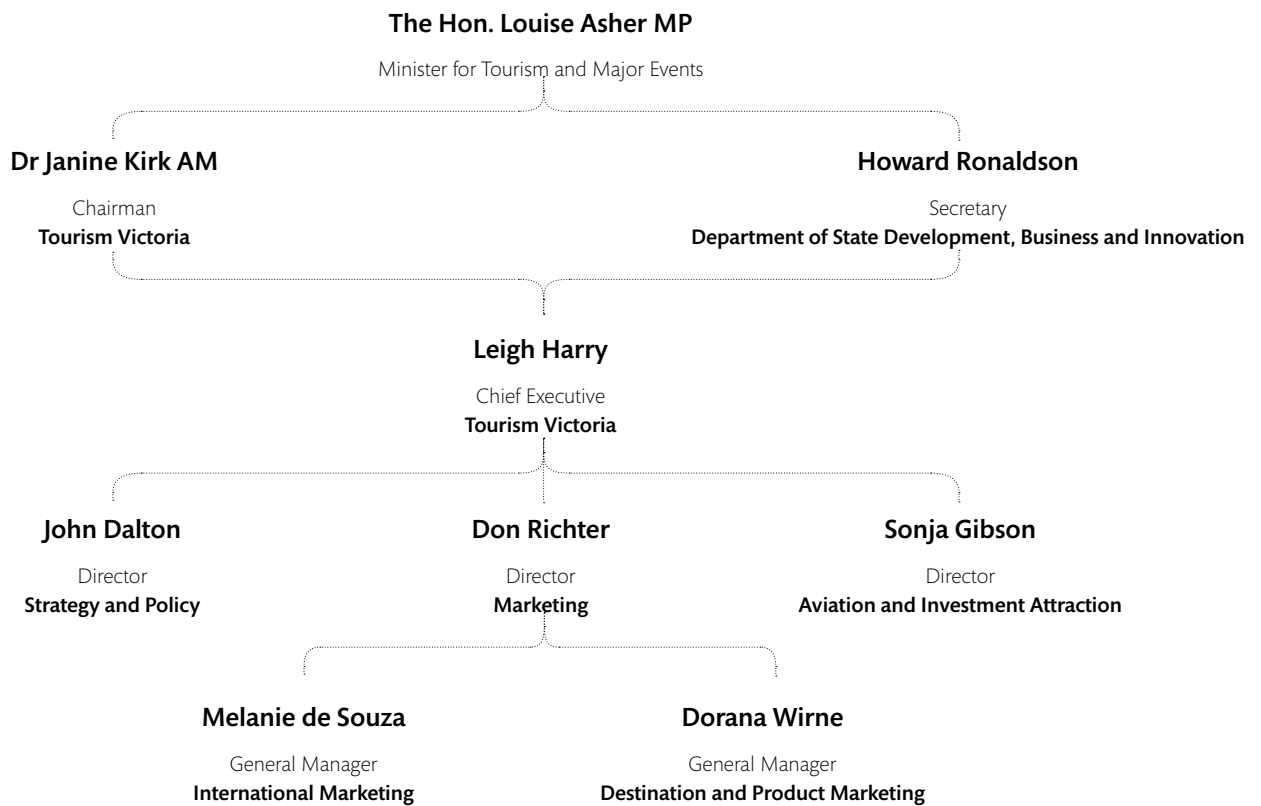 The Hon. Louise Asher MP
Minister for Tourism and Major Events
Dr Janine Kirk AM
Chairman
Tourism Victoria
Howard Ronaldson
Secretary
Department of State Development, Business and Innovation
Leigh Harry
Chief Executive
Tourism Victoria
John Dalton
Director
Strategy and Policy
Don Richter
Director
Marketing
Sonja Gibson
Director
Aviation and Investment Attraction
Melanie de Souza
General Manager
International Marketing
Dorana Wirne
General Manager
Destination and Product Marketing